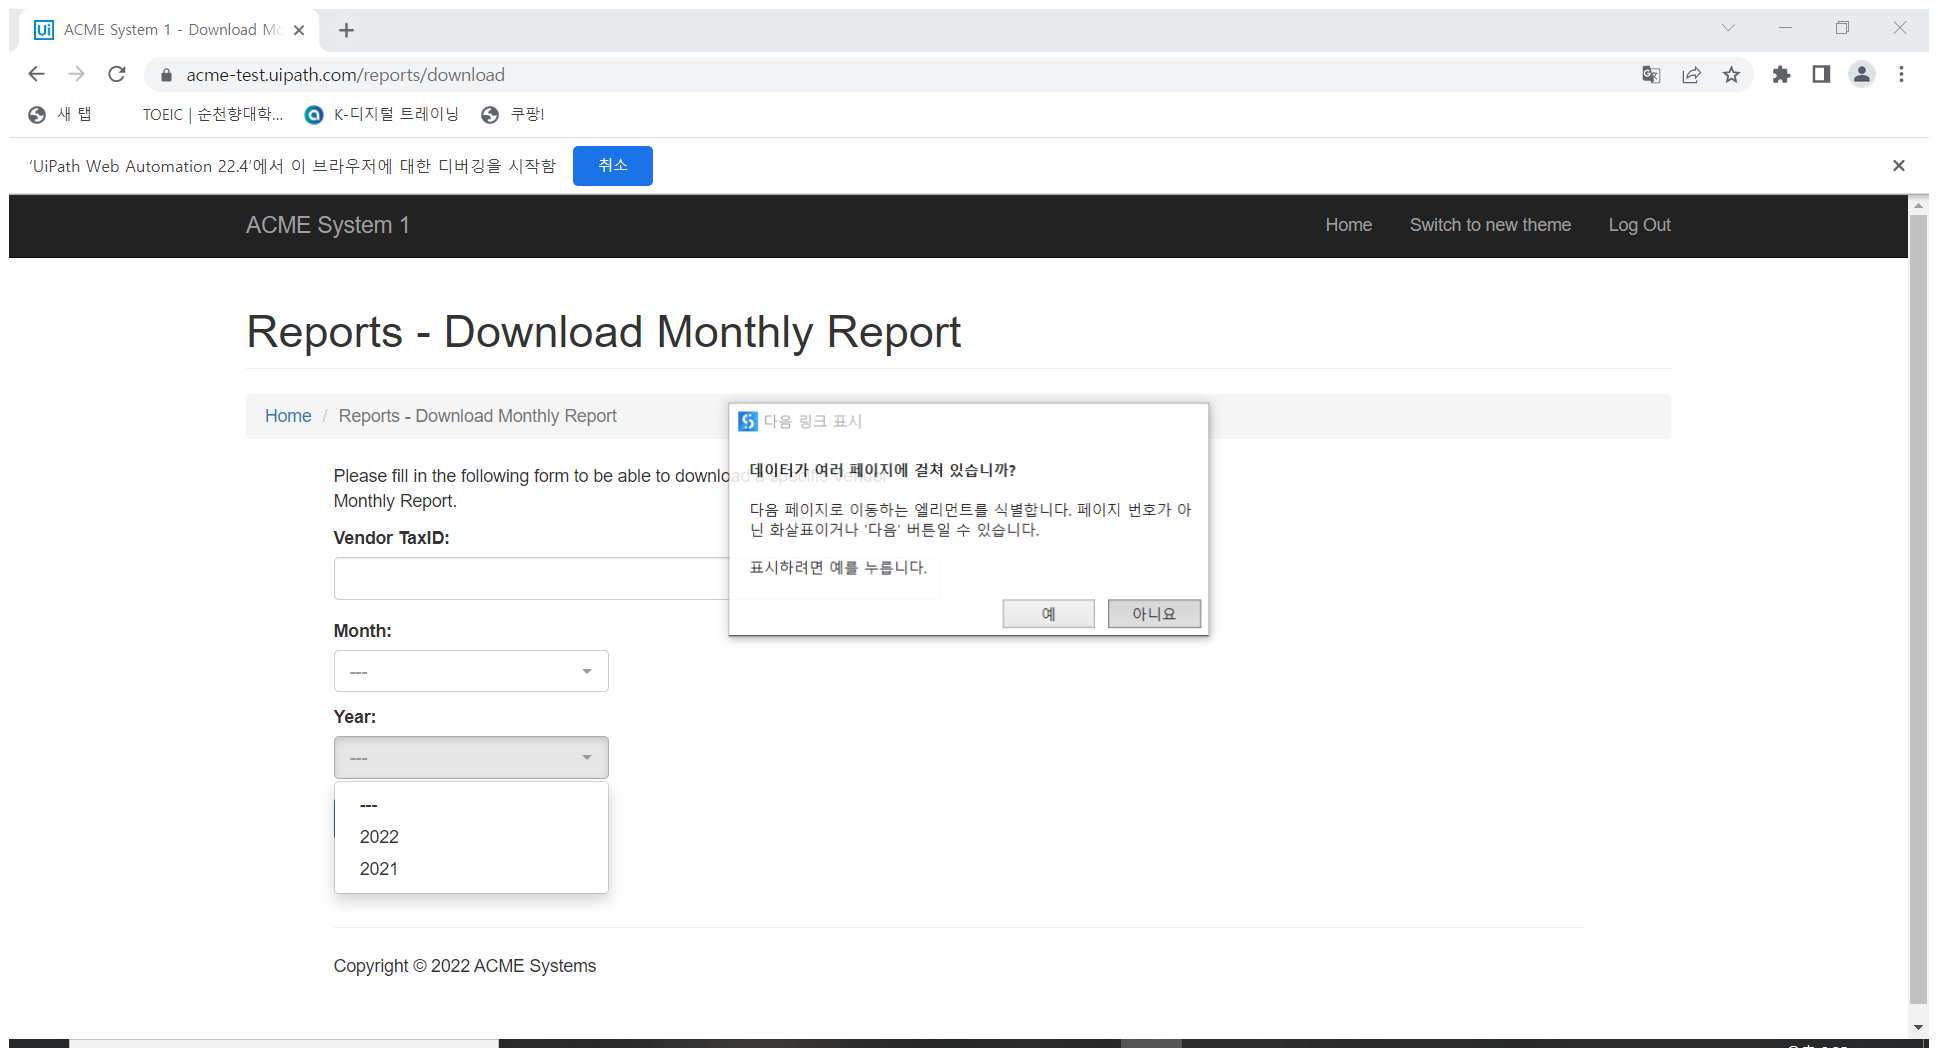 ACME System 1 - Download Mc
acme-test.uipath.com/reports/download
새 탭 TOEIC | 순천향대학... K-디지털 트레이닝 쿠팡!
'UiPath Web Automation 22.4'에서 이 브라우저에 대한 디버깅을 시작함 취소
ACME System 1 Home Switch to new theme Log Out
Reports - Download Monthly Report
Home / Reports - Download Monthly Report
다음 링크 표시
데이터가 여러 페이지에 걸쳐 있습니까?
다음 페이지로 이동하는 엘리먼트를 식별합니다. 페이지 번호가 아
닌 화살표이거나 '다음' 버튼일 수 있습니다.
표시하려면 예를 누릅니다.
예 아니요
Please fill in the following form to be able to download a specific vendor
Monthly Report.
Vendor TaxID:
Month:
---
Year:
---
---
2022
2021
Copyright © 2022 ACME Systems